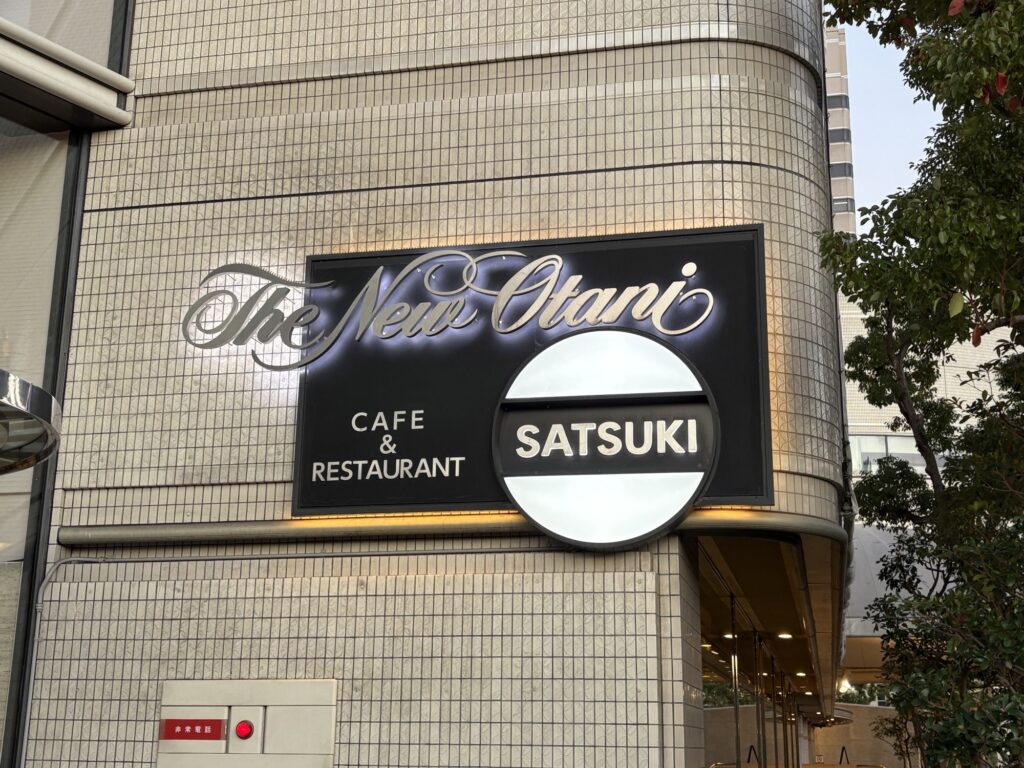 The New Otani
CAFE
&
RESTAURANT
SATSUKI
非常電話